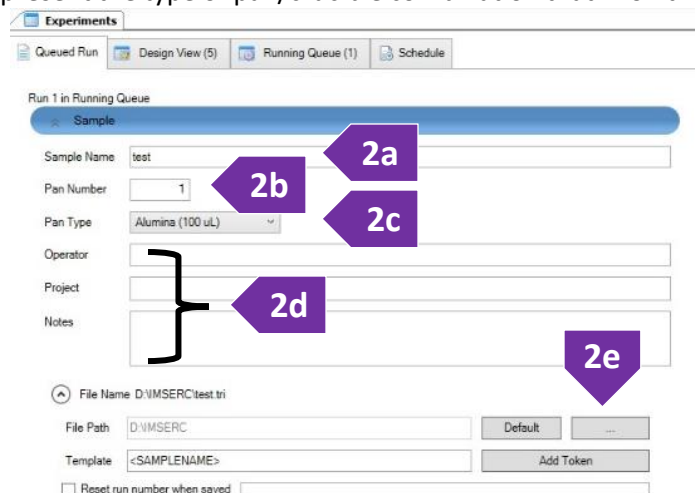 Experiments
Queued Run Design View (5) Running Queue (1) Schedule
Run 1 in Running Queue
Sample
Sample Name test 2a
Pan Number 1 2b
Pan Type Alumina (100 uL) 2c
Operator
Project 2d
Notes
2e
File Name D:\IMSERC\test.tri
File Path D:\IMSERC Default ...
Template <SAMPLENAME> Add Token
Reset run number when saved